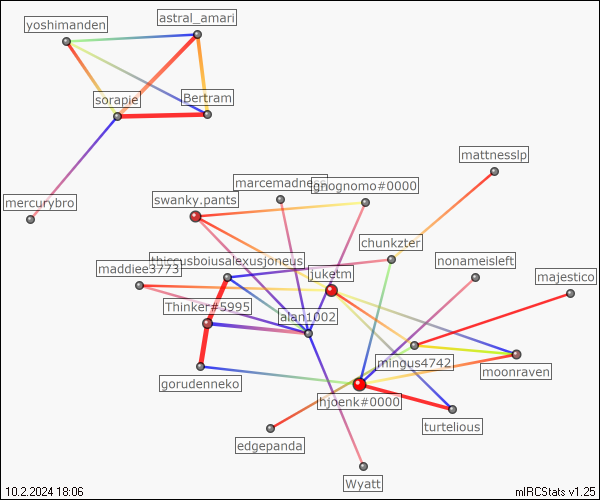 yoshimanden
astral_amari
sorapie
Bertram
mercurybro
mattnesslp
marcemadness
gnognomo#0000
swanky.pants
chunkzter
thiccusboiusalexusjoneus
maddiee3773
juketm
nonameisleft
majestico
Thinker#5995
alan1002
mingus4742
moonraven
gorudenneko
hjoenk#0000
turtelious
edgepanda
Wyatt
10.2.2024 18:06
mIRCStats v1.25